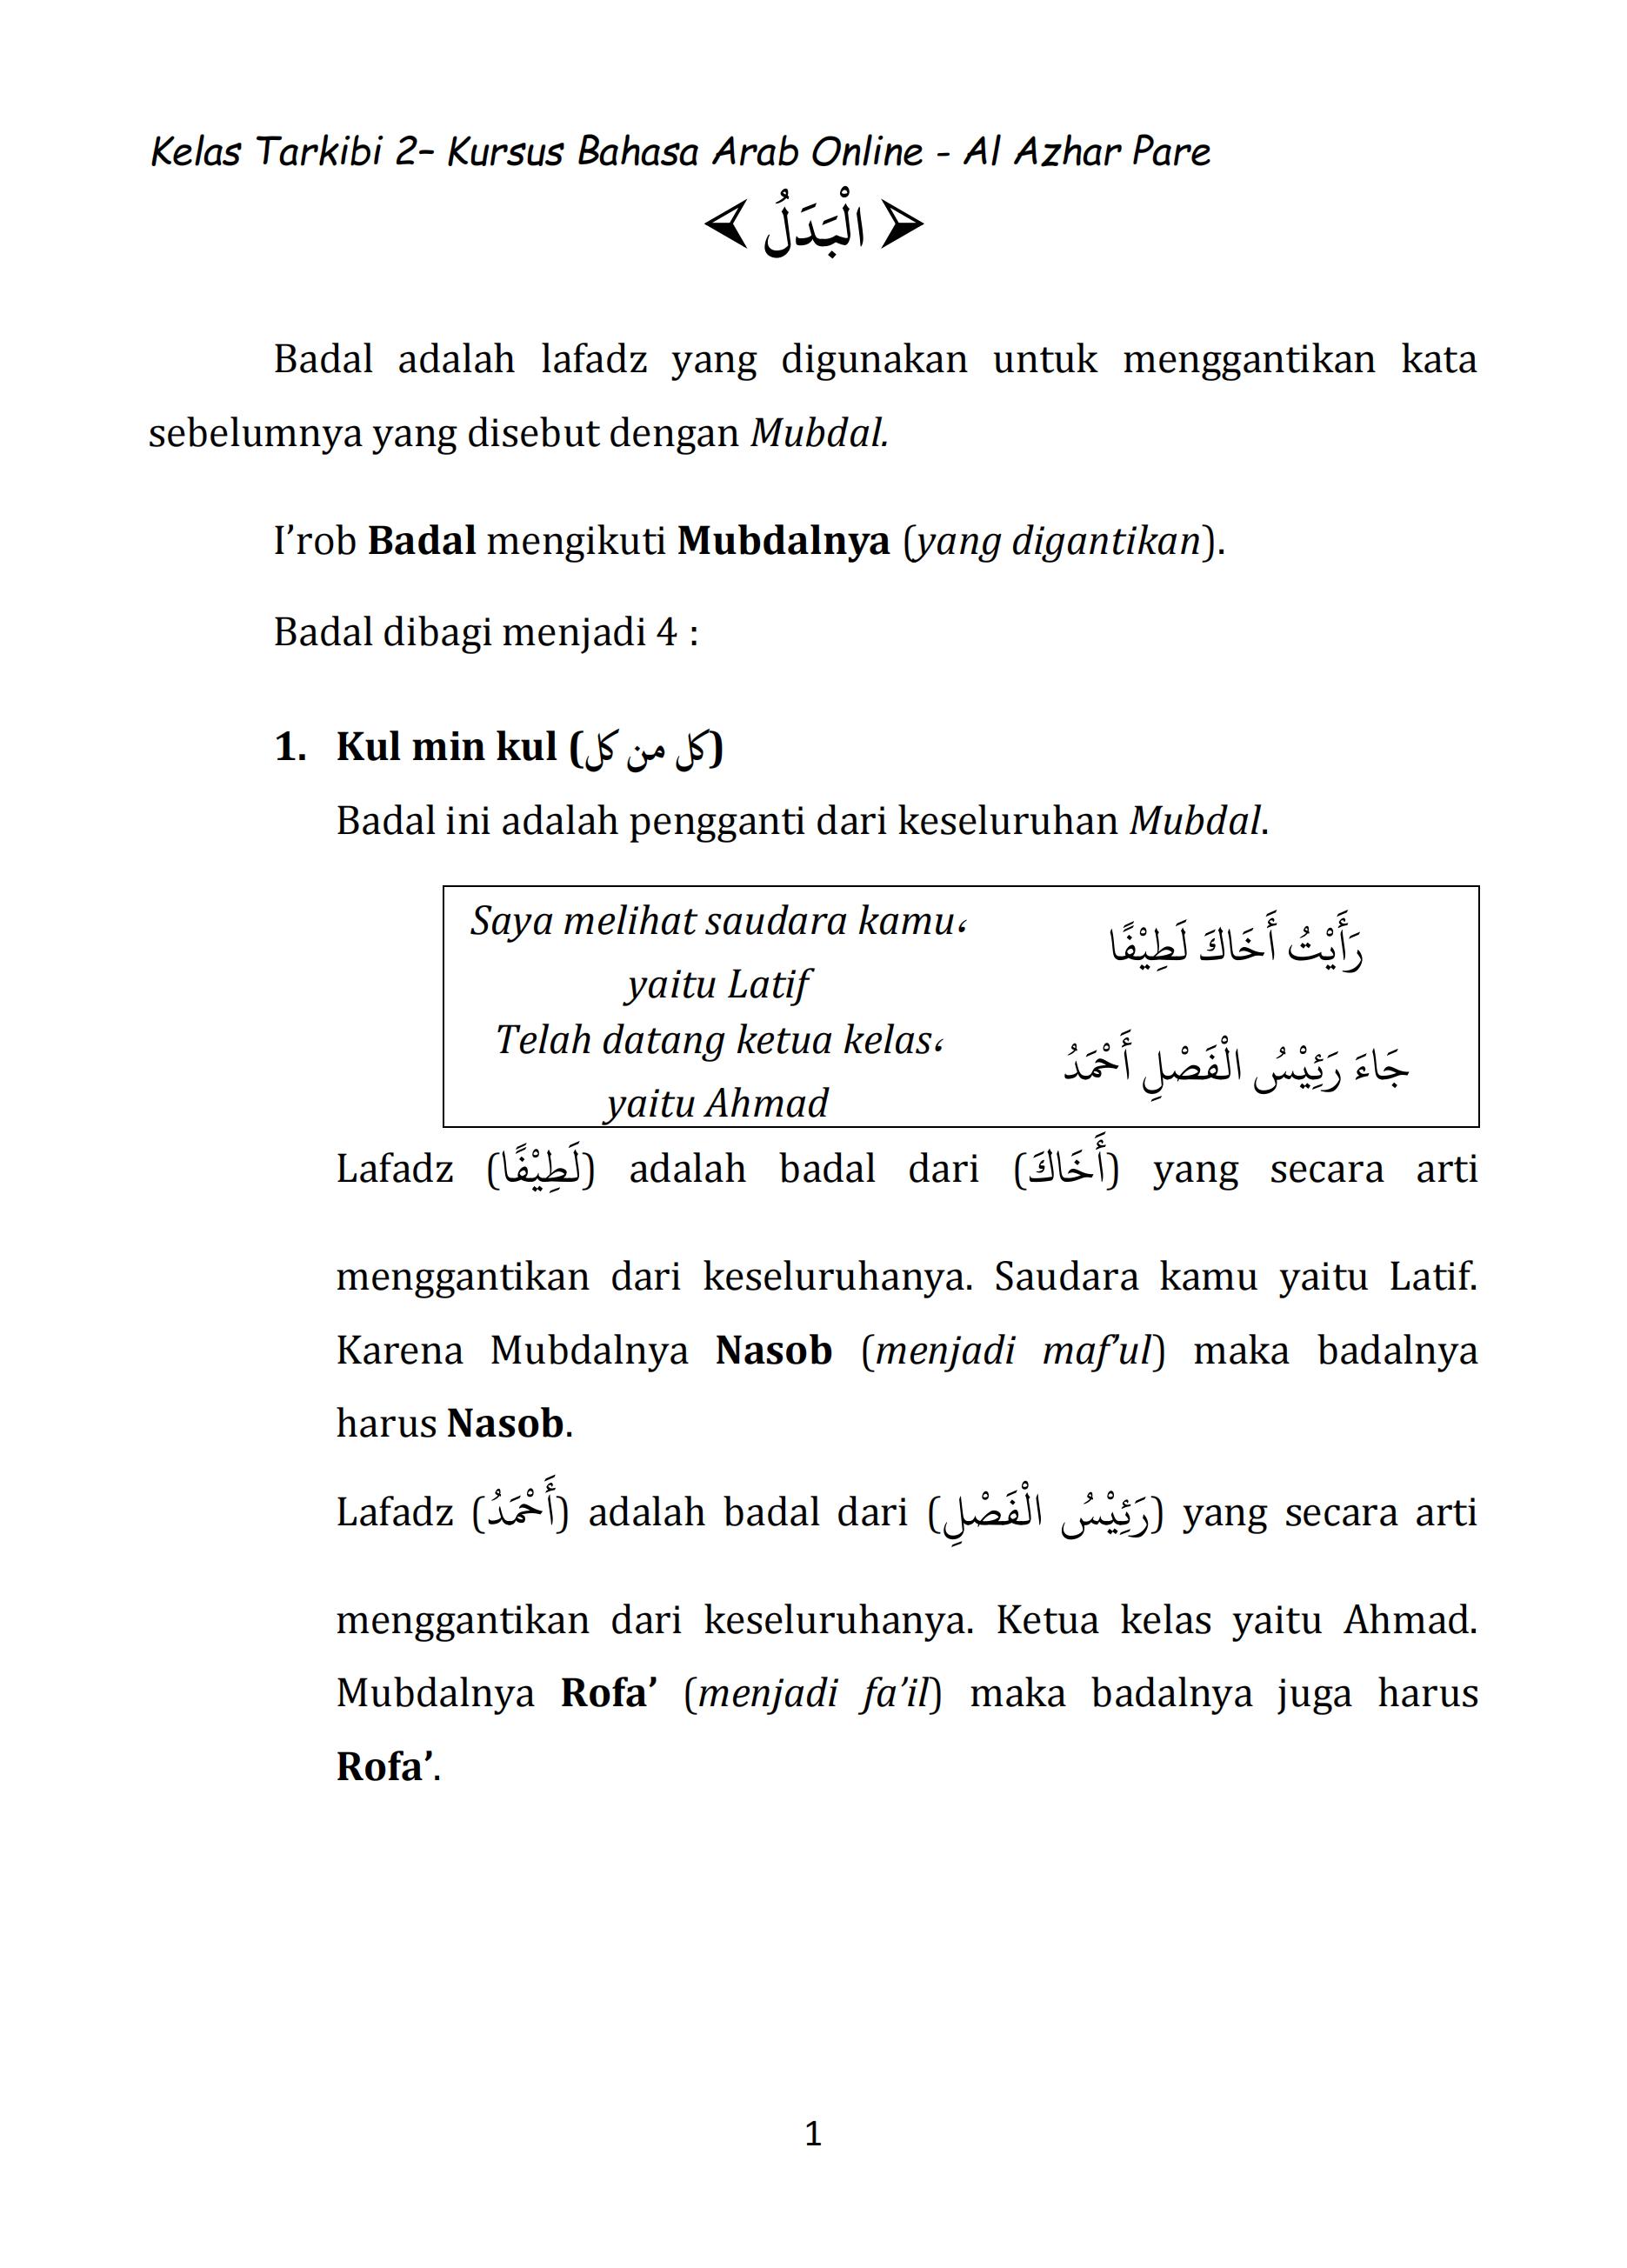 Kelas Tarkibi 2– Kursus Bahasa Arab Online - Al Azhar Pare
الْبَدَلُ
Badal adalah lafadz yang digunakan untuk menggantikan kata
sebelumnya yang disebut dengan Mubdal.
I’rob Badal mengikuti Mubdalnya (yang digantikan).
Badal dibagi menjadi 4 :
1. Kul min kul (كل من كل)
Badal ini adalah pengganti dari keseluruhan Mubdal.
Saya melihat saudara kamu، رَأَيْتُ أَخَاكَ لَطِيْفًا
yaitu Latif
Telah datang ketua kelas، جَاءَ رَئِيْسُ الْفَصْلِ أَحْمَدُ
yaitu Ahmad
Lafadz (لَطِيْفًا) adalah badal dari (أَخَاكَ) yang secara arti
menggantikan dari keseluruhanya. Saudara kamu yaitu Latif.
Karena Mubdalnya Nasob (menjadi maf’ul) maka badalnya
harus Nasob.
Lafadz (أَحْمَدُ) adalah badal dari (رَئِيْسُ الْفَصْلِ) yang secara arti
menggantikan dari keseluruhanya. Ketua kelas yaitu Ahmad.
Mubdalnya Rofa’ (menjadi fa’il) maka badalnya juga harus
Rofa’.
1